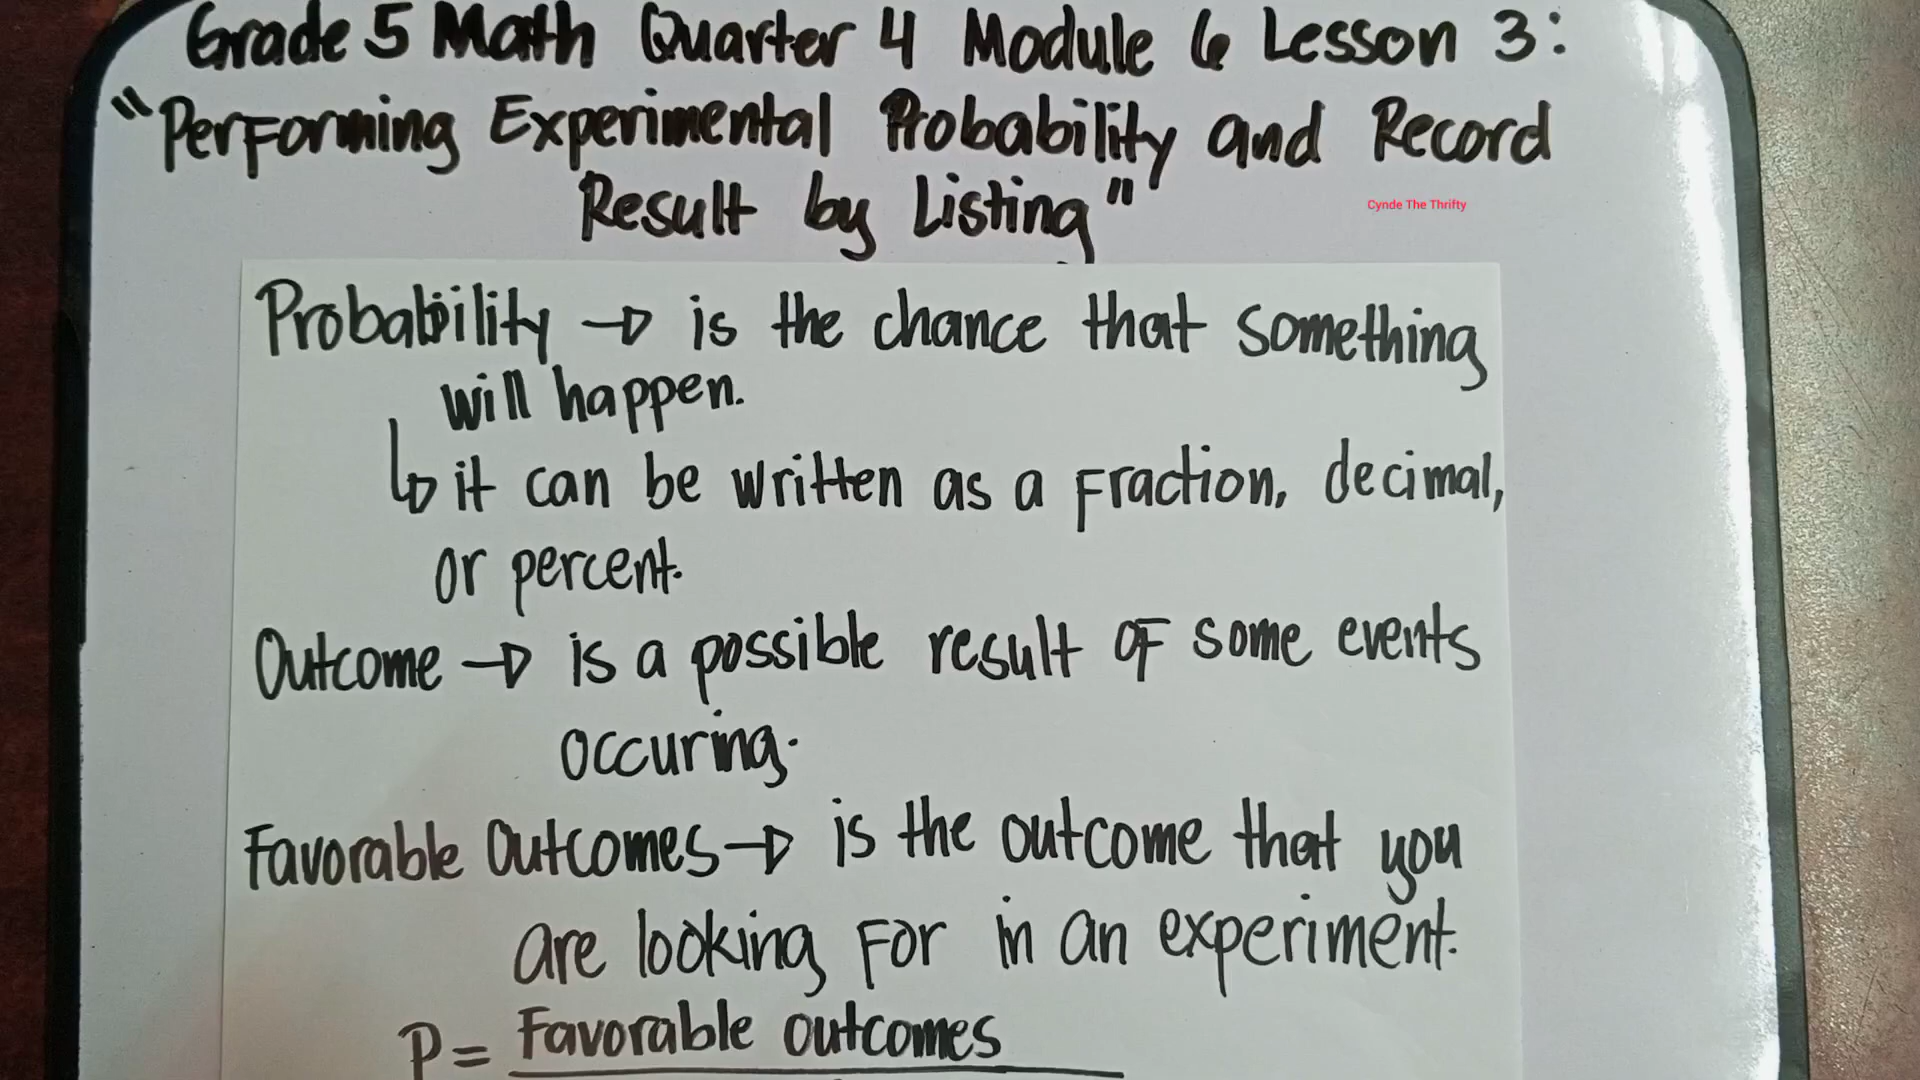 Grade 5 Math Quarter 4 Module 6 Lesson 3:
"Performing Experimental Probability and Record
Result by Listing"
Cynde The Thrifty
Probability → is the chance that something
will happen.
↳ it can be written as a fraction, decimal,
or percent.
Outcome → is a possible result of some events
occuring.
Favorable Outcomes → is the outcome that you
are looking for in an experiment.
P = Favorable outcomes